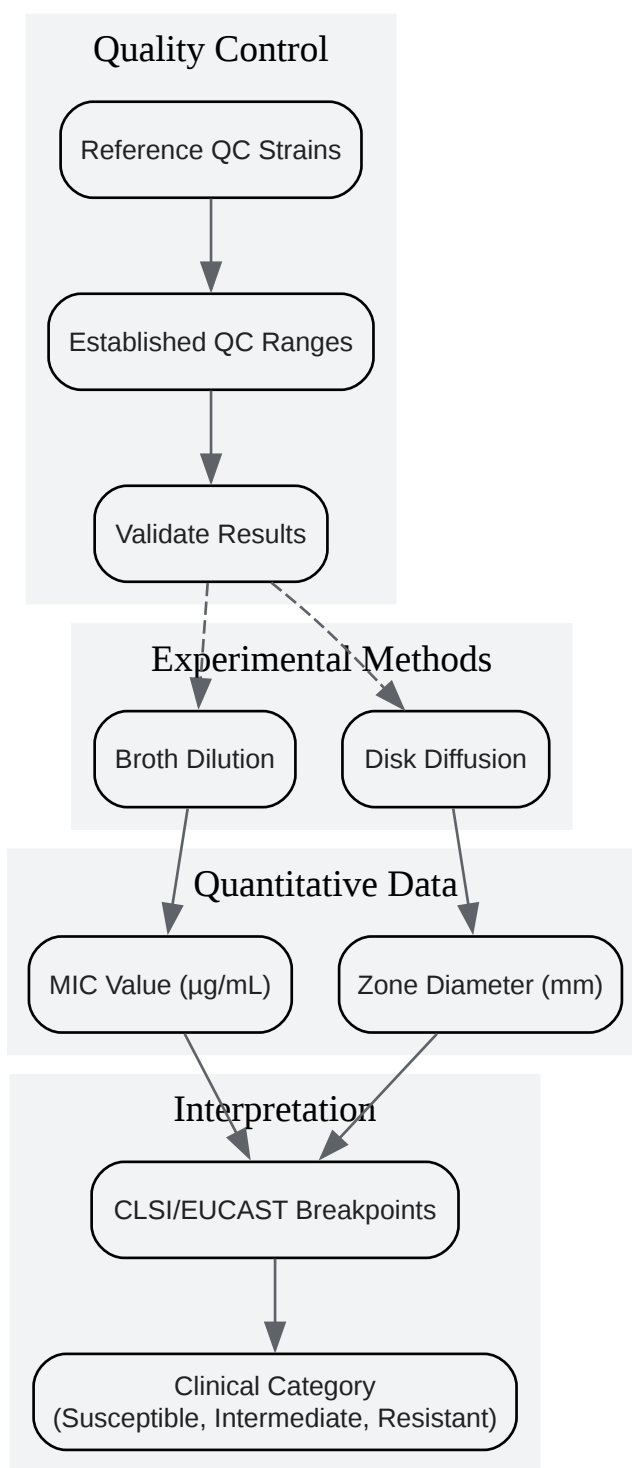 Quality Control
Reference QC Strains
Established QC Ranges
Validate Results
Experimental Methods
Broth Dilution
Disk Diffusion
Quantitative Data
MIC Value (µg/mL)
Zone Diameter (mm)
Interpretation
CLSI/EUCAST Breakpoints
Clinical Category
(Susceptible, Intermediate, Resistant)